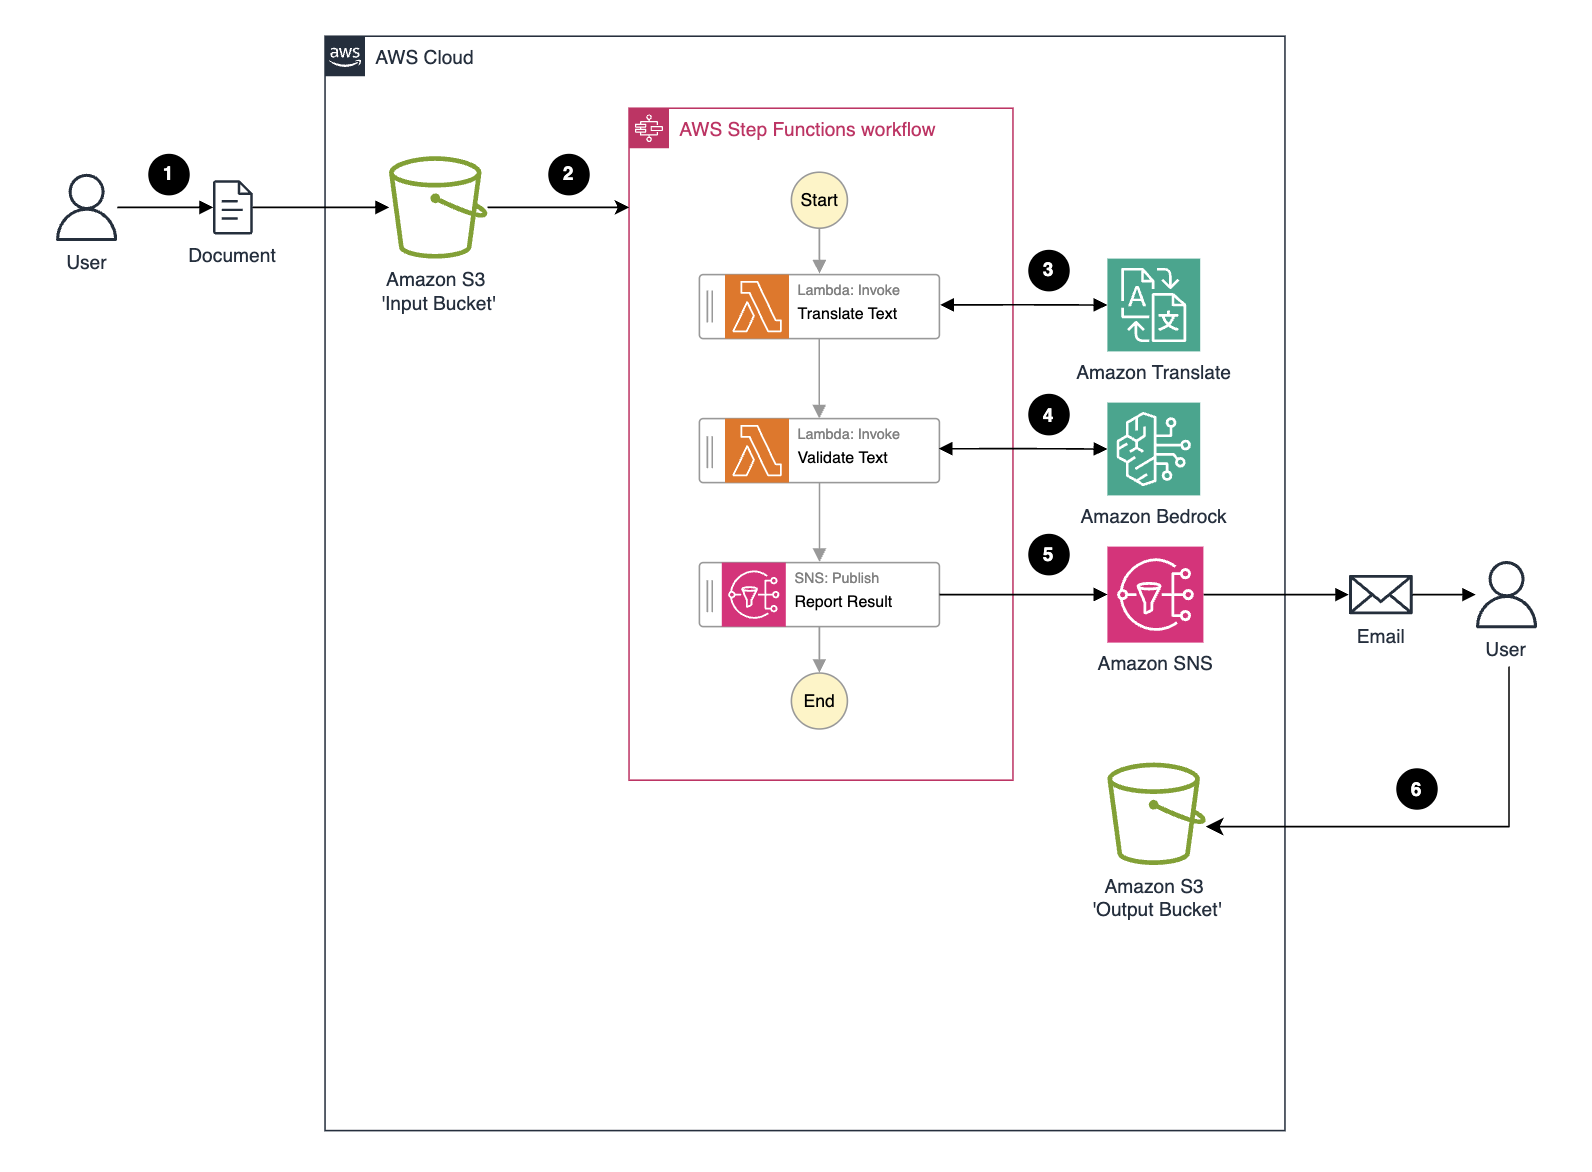 aws
AWS Cloud
AWS Step Functions workflow
1
2
Start
User
Document
Amazon S3
'Input Bucket'
Lambda: Invoke
Translate Text
3
A
文
Amazon Translate
Lambda: Invoke
Validate Text
4
Amazon Bedrock
SNS: Publish
Report Result
5
Amazon SNS
Email
User
End
6
Amazon S3
'Output Bucket'